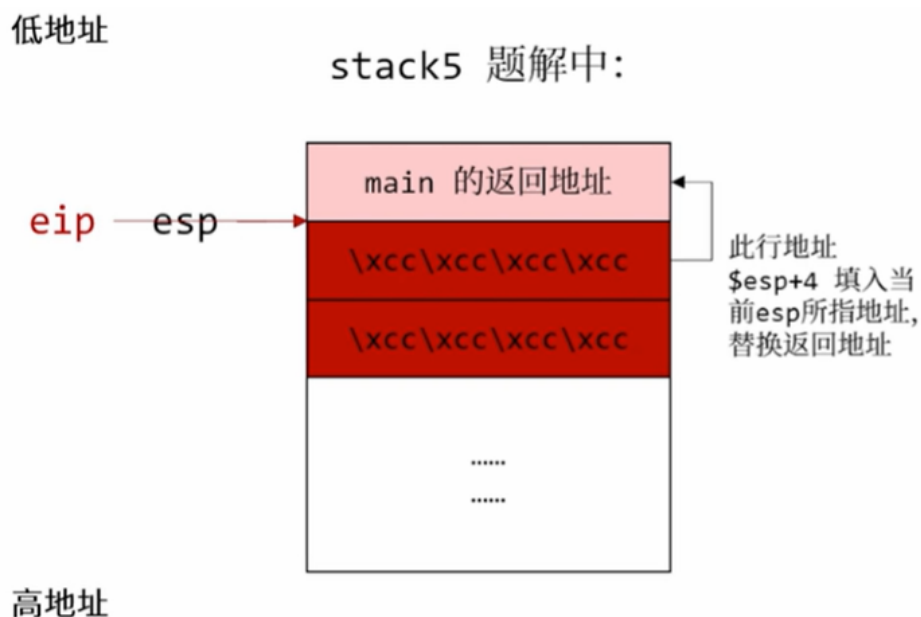 低地址
stack5 题解中:
main 的返回地址
eip esp
\xcc\xcc\xcc\xcc
\xcc\xcc\xcc\xcc
此行地址
$esp+4 填入当
前esp所指地址,
替换返回地址
……
……
高地址